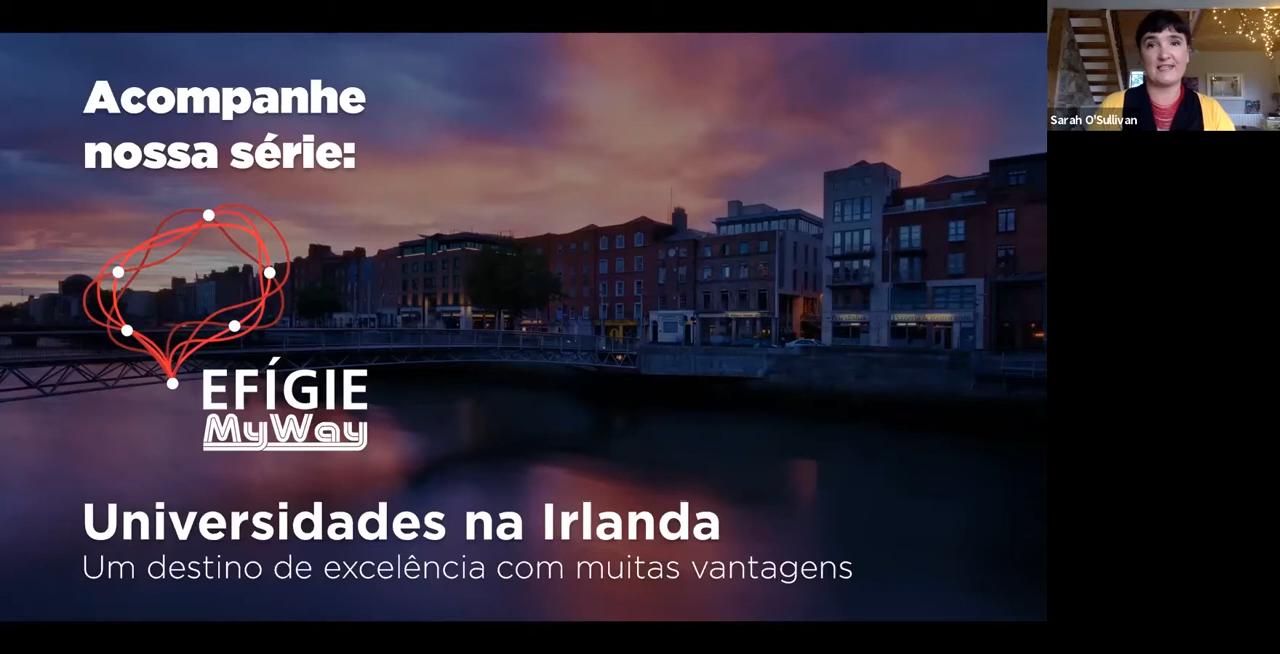 Acompanhe
nossa série:
EFÍGIE
MyWay
Universidades na Irlanda
Um destino de excelência com muitas vantagens
Sarah O'Sullivan